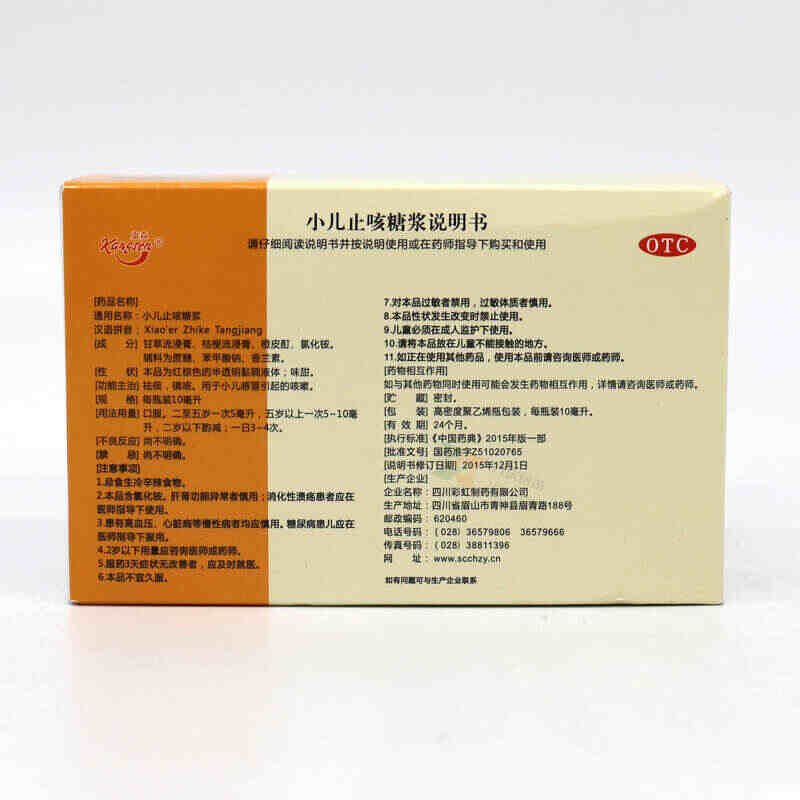 康森
Kangsen®
小儿止咳糖浆说明书
请仔细阅读说明书并按说明使用或在药师指导下购买和使用
OTC
[药品名称]
通用名称：小儿止咳糖浆
汉语拼音：Xiao'er Zhike Tangjiang
[成 分] 甘草流浸膏、桔梗流浸膏、橙皮酊、氯化铵。
辅料为蔗糖、苯甲酸钠、香兰素。
[性 状] 本品为红棕色的半透明黏稠液体；味甜。
[功能主治] 祛痰，镇咳。用于小儿感冒引起的咳嗽。
[规 格] 每瓶装10毫升
[用法用量] 口服。二至五岁一次5毫升，五岁以上一次5~10毫
升，二岁以下酌减；一日3~4次。
[不良反应] 尚不明确。
[禁 忌] 尚不明确。
[注意事项]
1.忌食生冷辛辣食物。
2.本品含氯化铵。肝肾功能异常者慎用；消化性溃疡患者应在
医师指导下使用。
3.患有高血压、心脏病等慢性病者均应慎用。糖尿病患儿应在
医师指导下服用。
4.2岁以下用量应咨询医师或药师。
5.服药3天症状无改善者，应及时就医。
6.本品不宜久服。
7.对本品过敏者禁用，过敏体质者慎用。
8.本品性状发生改变时禁止使用。
9.儿童必须在成人监护下使用。
10.请将本品放在儿童不能接触的地方。
11.如正在使用其他药品，使用本品前请咨询医师或药师。
[药物相互作用]
如与其他药物同时使用可能会发生药物相互作用，详情请咨询医师或药师。
[贮 藏] 密封。
[包 装] 高密度聚乙烯瓶包装，每瓶装10毫升。
[有 效 期] 24个月。
[执行标准]《中国药典》2015年版一部
[批准文号] 国药准字Z51020765
[说明书修订日期] 2015年12月1日
[生产企业]
企业名称：四川彩虹制药有限公司
生产地址：四川省眉山市青神县眉青路188号
邮政编码：620460
电话号码：（028）36579806 36579666
传真号码：（028）38811396
网 址：www.scchzy.cn
如有问题可与生产企业联系